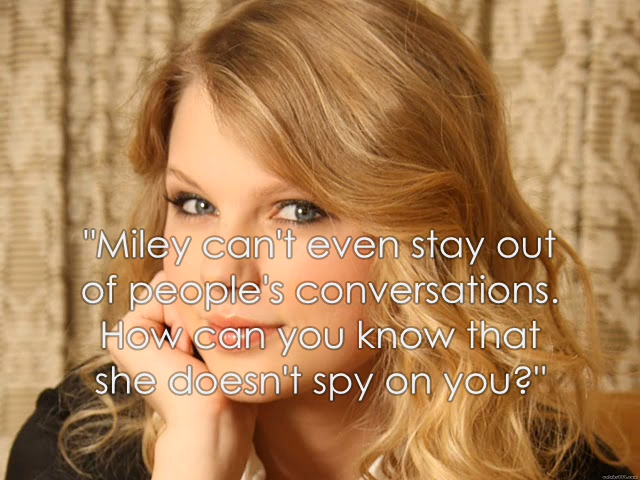 "Miley can't even stay out
of people's conversations.
How can you know that
she doesn't spy on you?"